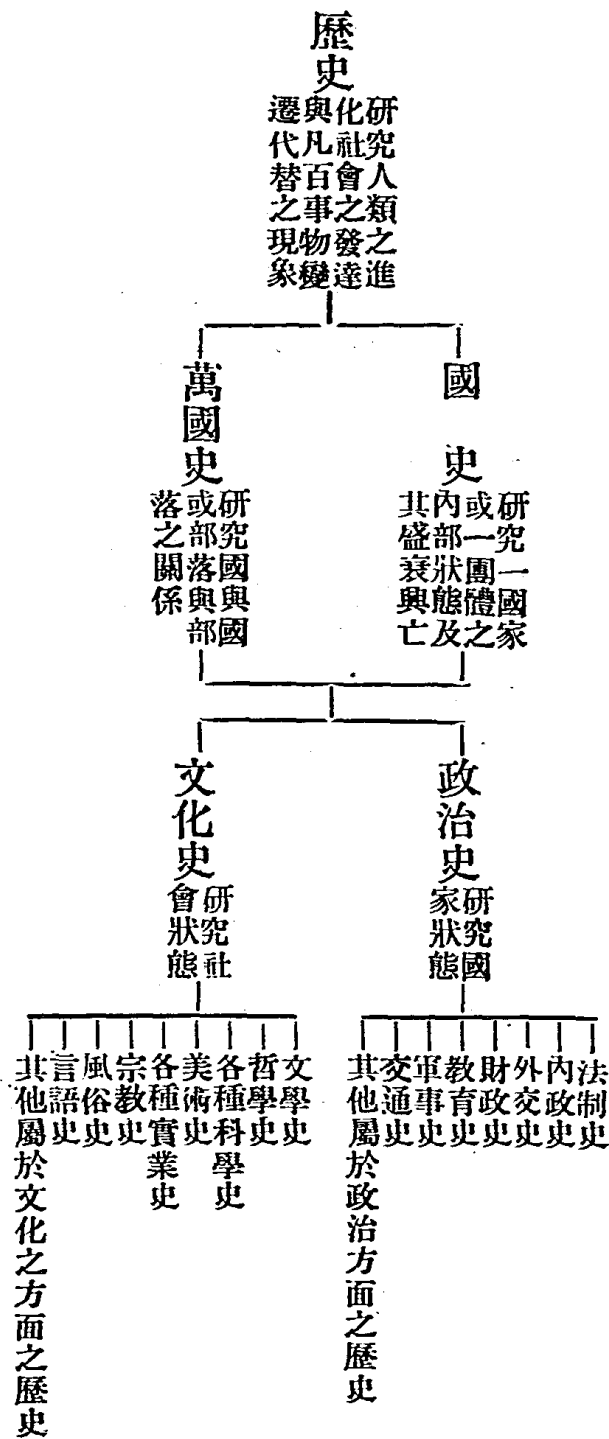 歷史
研究人類之進
化社會之發達
與凡百事物變
遷代替之現象
國史
研究一國家
或一團體之
內部狀態及
其盛衰興亡
萬國史
研究國與國
或部落與部
落之關係
政治史
研究國
家狀態
文化史
研究社
會狀態
法制史
內政史
外交史
財政史
教育史
軍事史
交通史
其他屬於政治方面之歷史
文學史
哲學史
各種科學史
美術史
各種實業史
宗教史
風俗史
言語史
其他屬於文化之方面之歷史